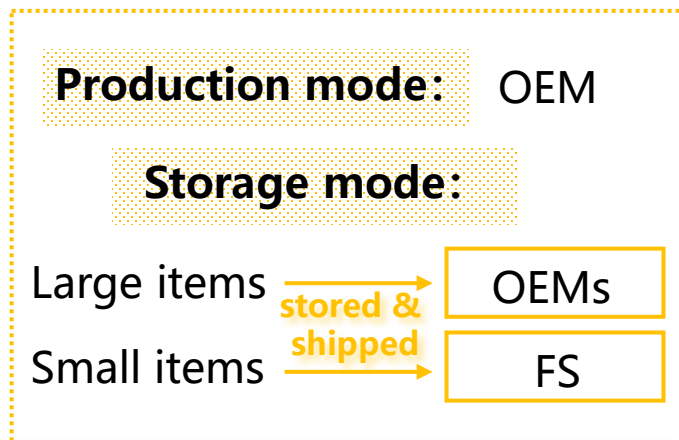 Production mode: OEM
Storage mode:
Large items
stored &
shipped
OEMs
Small items
FS